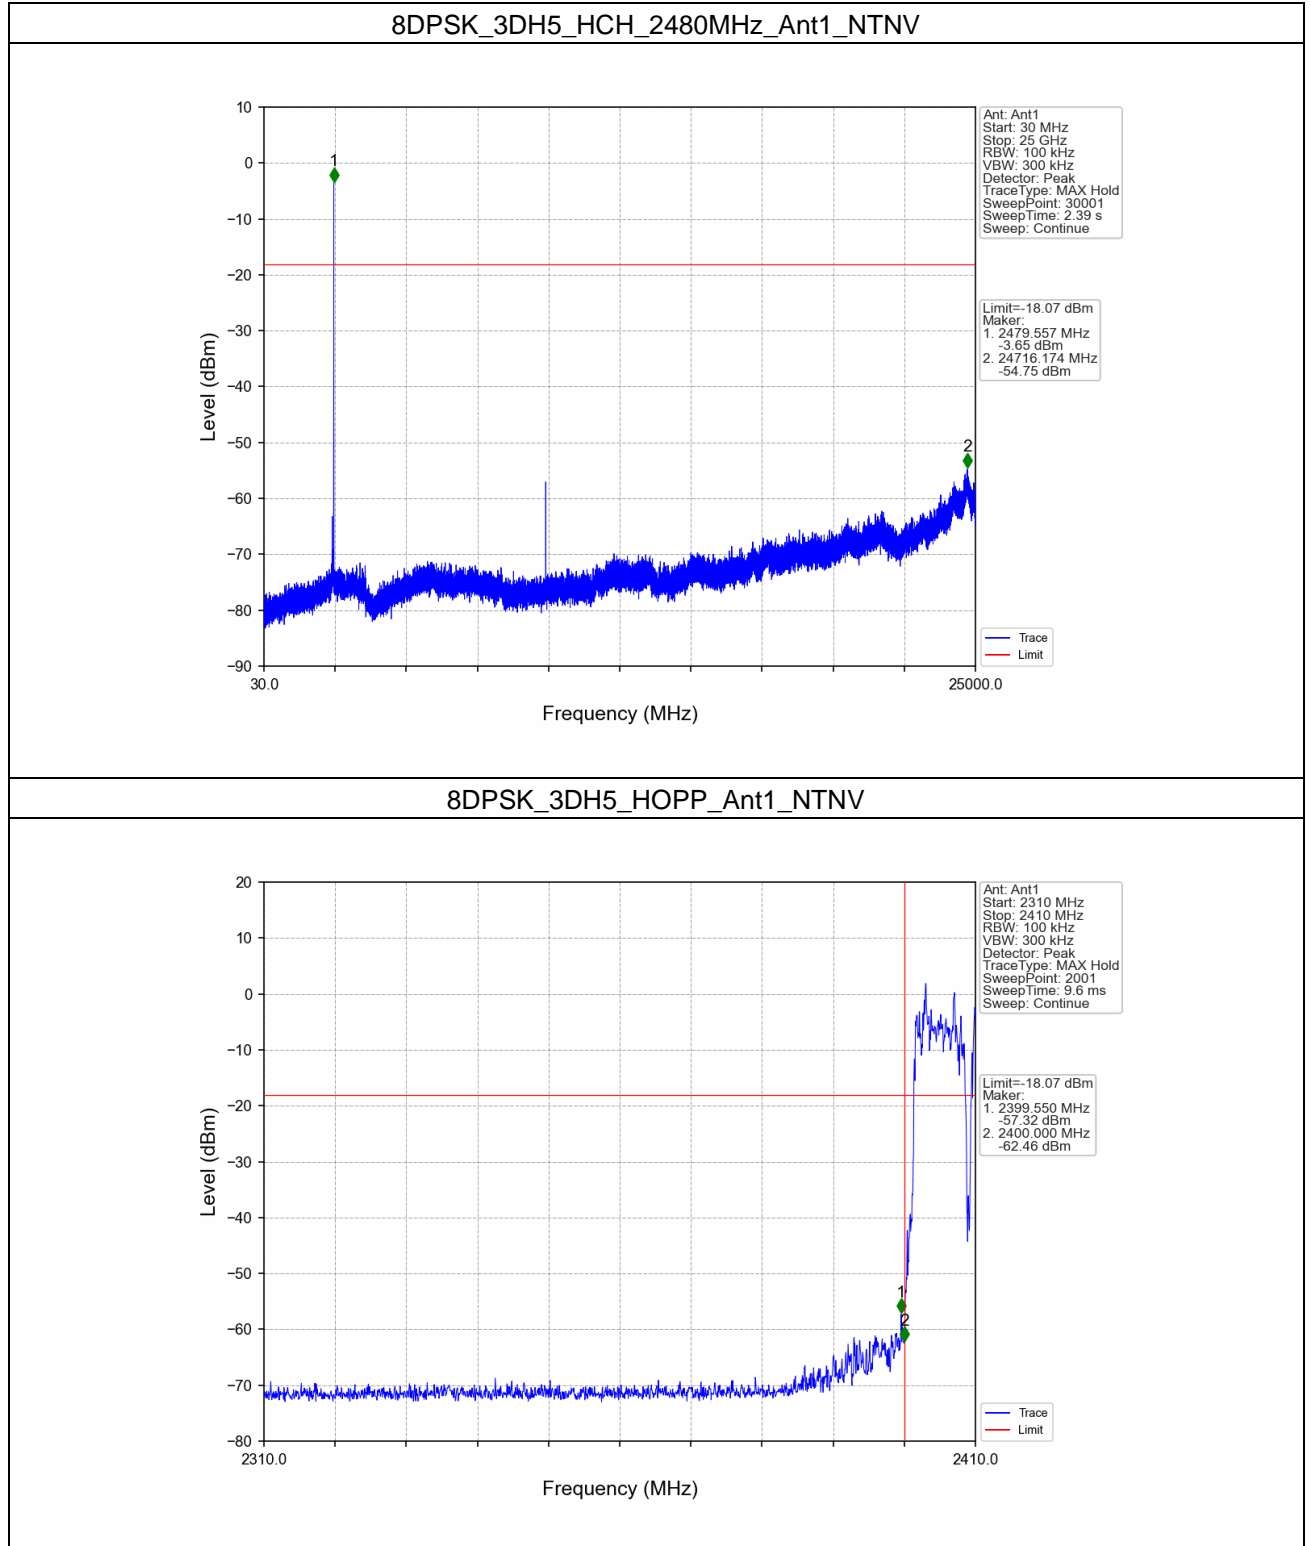 8DPSK_3DH5_HCH_2480MHz_Ant1_NTNV
10
0
−10
−20
−30
−40
−50
−60
−70
−80
−90
Level (dBm)
1
2
30.0
25000.0
Frequency (MHz)
Ant: Ant1
Start: 30 MHz
Stop: 25 GHz
RBW: 100 kHz
VBW: 300 kHz
Detector: Peak
TraceType: MAX Hold
SweepPoint: 30001
SweepTime: 2.39 s
Sweep: Continue
Limit=-18.07 dBm
Maker:
1. 2479.557 MHz
-3.65 dBm
2. 24716.174 MHz
-54.75 dBm
Trace
Limit
8DPSK_3DH5_HOPP_Ant1_NTNV
20
10
0
−10
−20
−30
−40
−50
−60
−70
−80
Level (dBm)
1
2
2310.0
2410.0
Frequency (MHz)
Ant: Ant1
Start: 2310 MHz
Stop: 2410 MHz
RBW: 100 kHz
VBW: 300 kHz
Detector: Peak
TraceType: MAX Hold
SweepPoint: 2001
SweepTime: 9.6 ms
Sweep: Continue
Limit=-18.07 dBm
Maker:
1. 2399.550 MHz
-57.32 dBm
2. 2400.000 MHz
-62.46 dBm
Trace
Limit